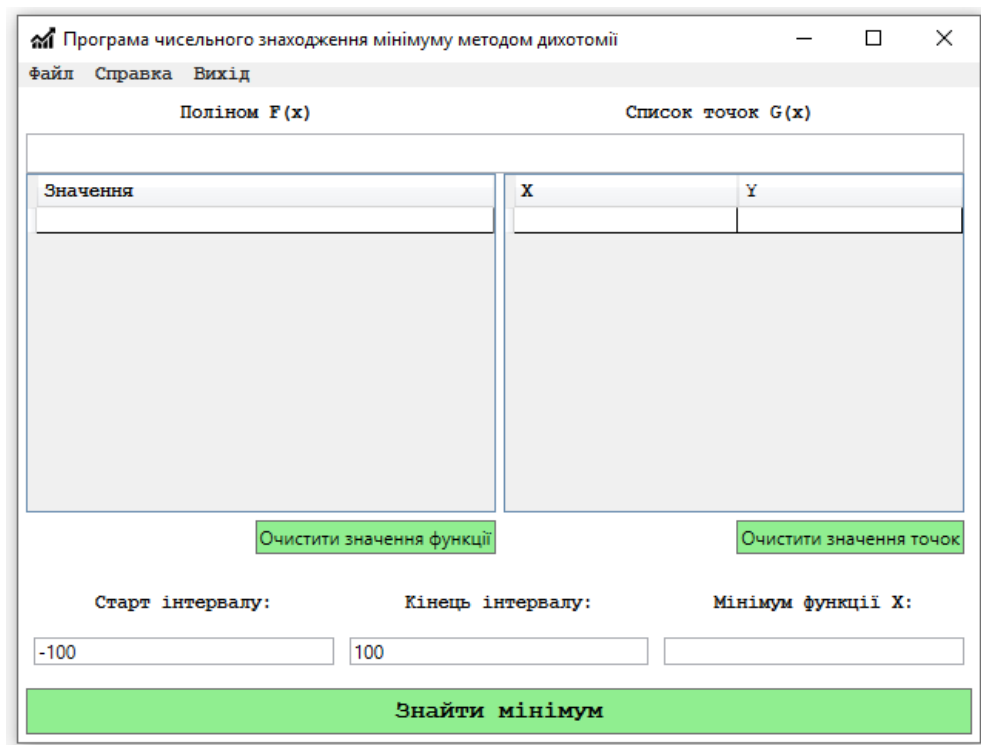 Програма чисельного знаходження мінімуму методом дихотомії
Файл Справка Вихід
Поліном F(x) Список точок G(x)
Значення X Y
Очистити значення функції Очистити значення точок
Старт інтервалу: Кінець інтервалу: Мінімум функції X:
-100 100
Знайти мінімум